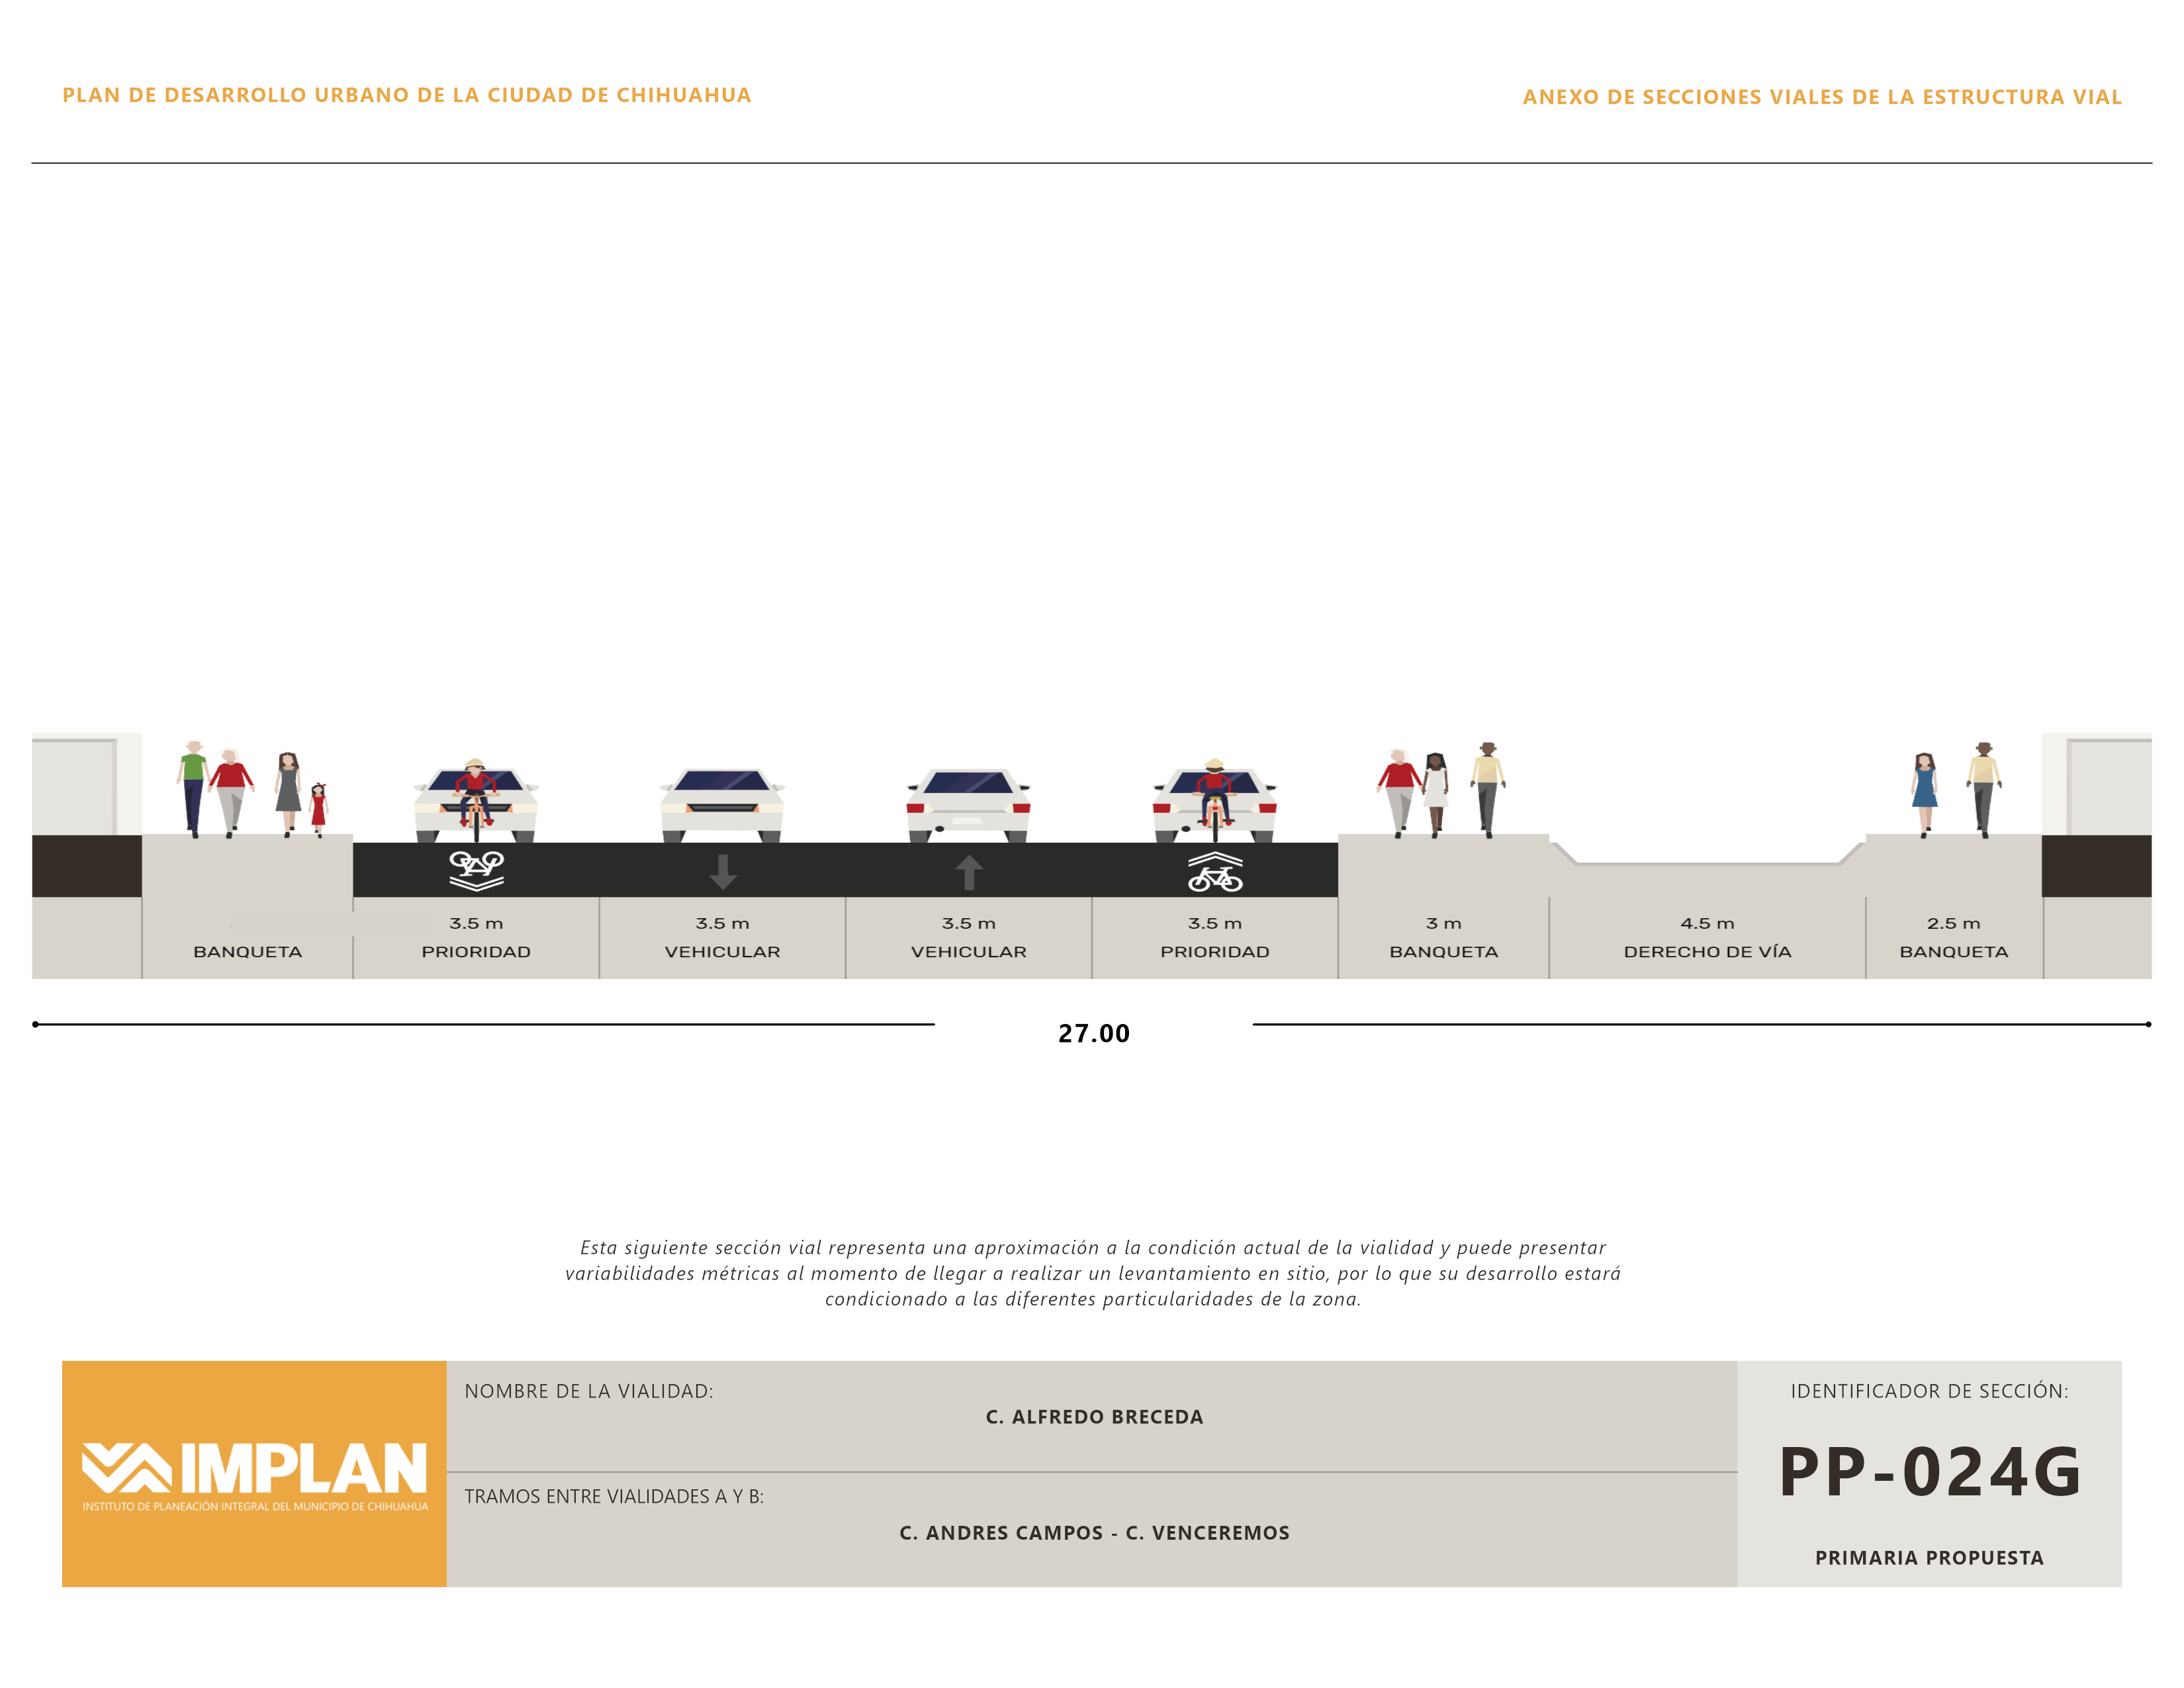 PLAN DE DESARROLLO URBANO DE LA CIUDAD DE CHIHUAHUA
ANEXO DE SECCIONES VIALES DE LA ESTRUCTURA VIAL
BANQUETA
3.5 m
PRIORIDAD
3.5 m
VEHICULAR
3.5 m
VEHICULAR
3.5 m
PRIORIDAD
3 m
BANQUETA
4.5 m
DERECHO DE VÍA
2.5 m
BANQUETA
27.00
Esta siguiente sección vial representa una aproximación a la condición actual de la vialidad y puede presentar
variabilidades métricas al momento de llegar a realizar un levantamiento en sitio, por lo que su desarrollo estará
condicionado a las diferentes particularidades de la zona.
IMPLAN
INSTITUTO DE PLANEACIÓN INTEGRAL DEL MUNICIPIO DE CHIHUAHUA
NOMBRE DE LA VIALIDAD:
C. ALFREDO BRECEDA
TRAMOS ENTRE VIALIDADES A Y B:
C. ANDRES CAMPOS - C. VENCEREMOS
IDENTIFICADOR DE SECCIÓN:
PP-024G
PRIMARIA PROPUESTA